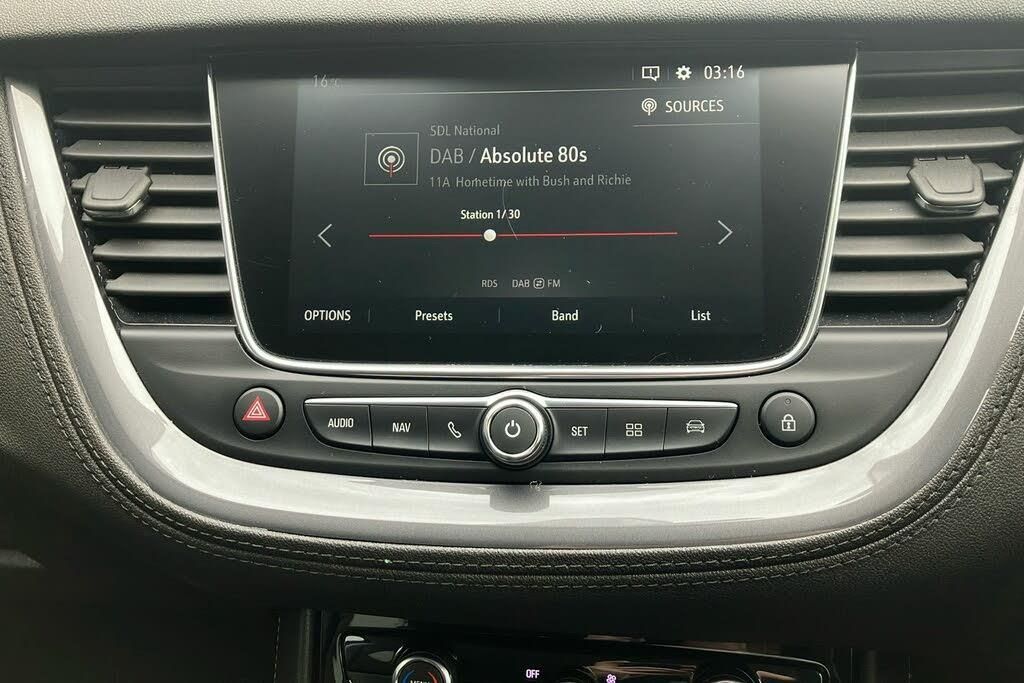 16°C
03:16
SOURCES
SDL National
DAB / Absolute 80s
11A Hometime with Bush and Richie
Station 1/30
RDS DAB FM
OPTIONS Presets Band List
AUDIO NAV SET
OFF
MENU